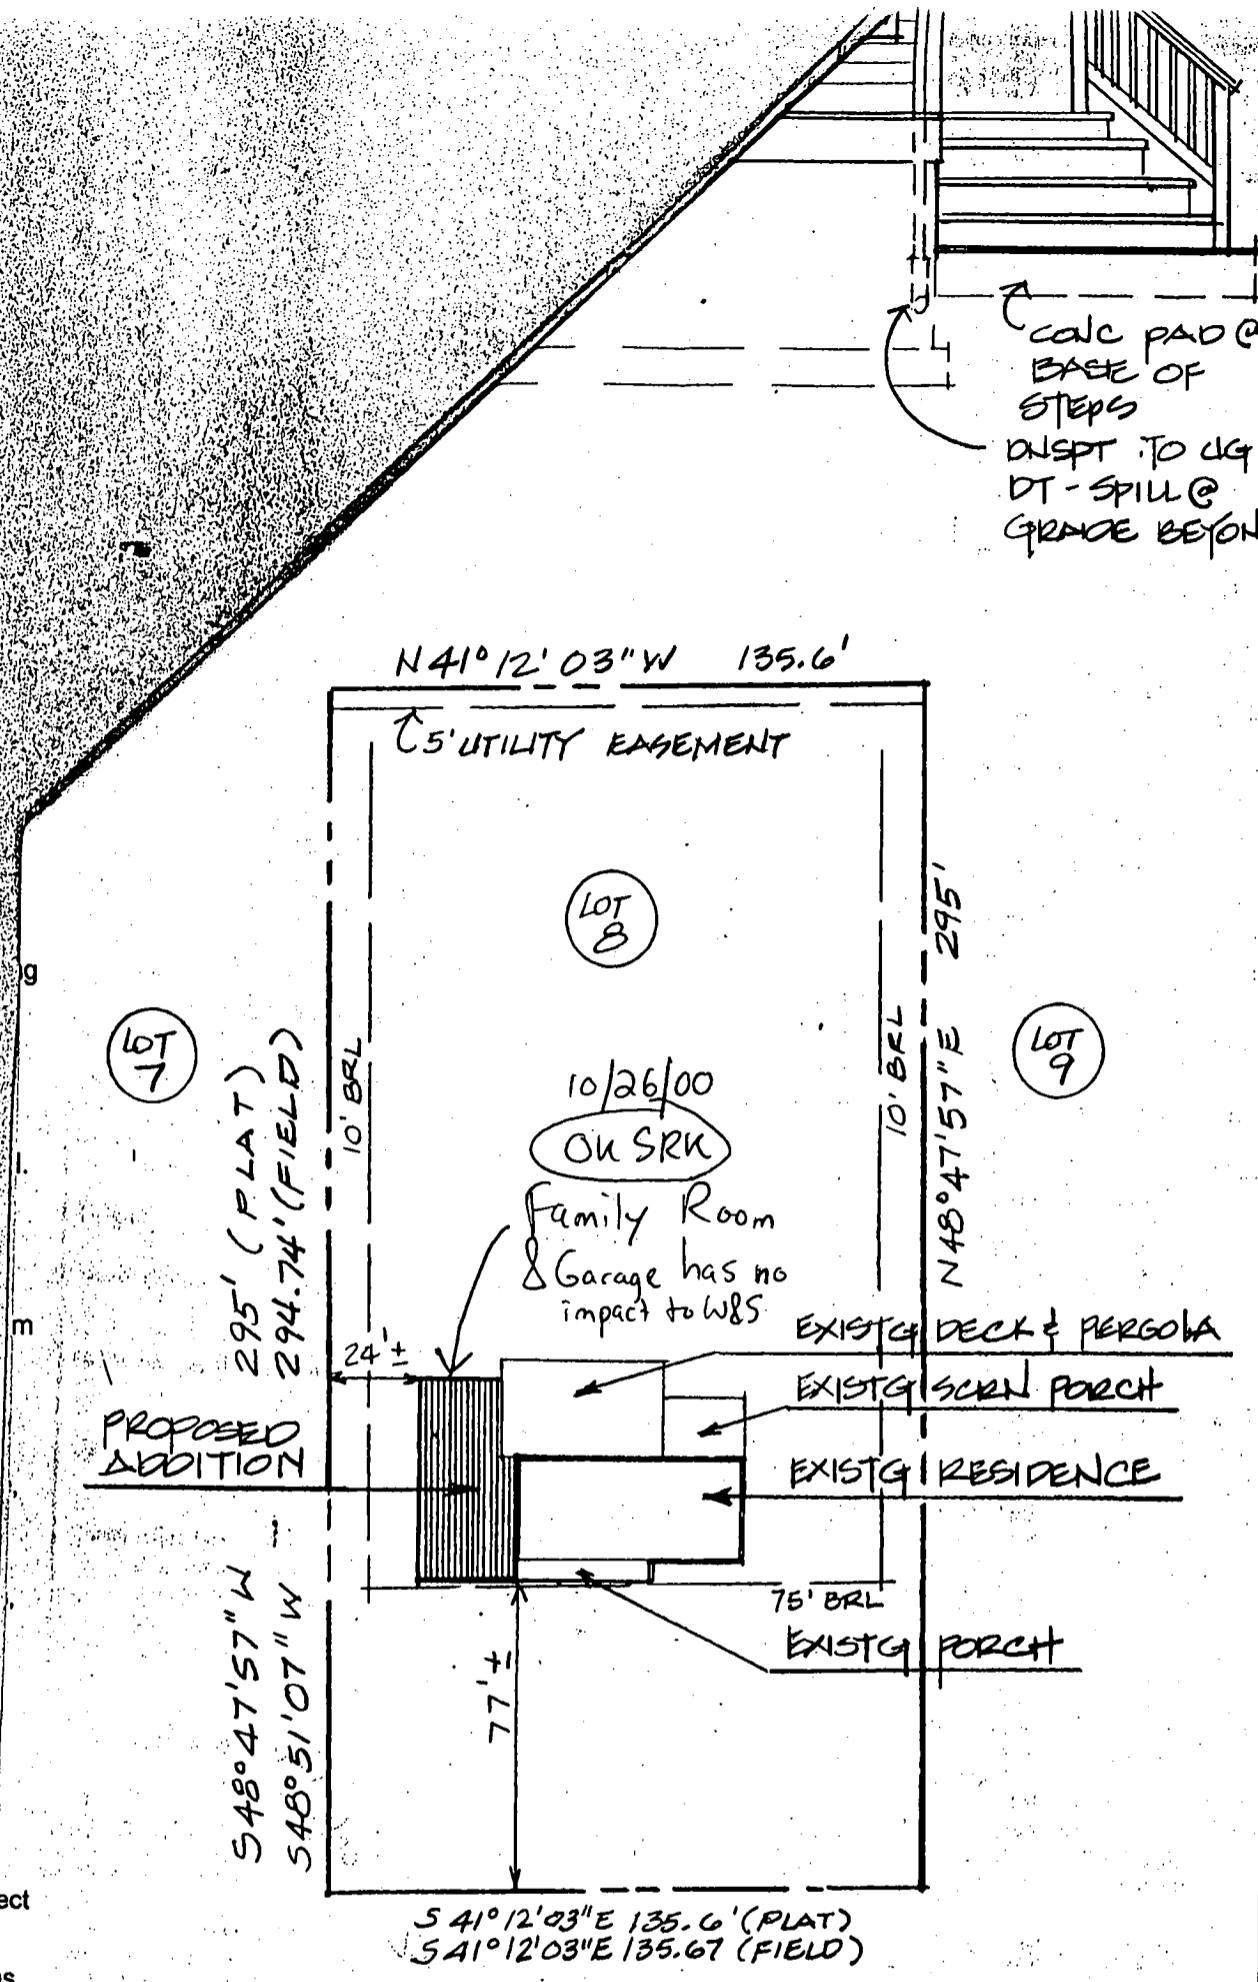 CONC PAD @
BASE OF
STEPS
DNSPT TO UG
DT - SPILL @
GRADE BEYON
N 41° 12' 03" W 135.6'
5' UTILITY EASEMENT
LOT
8
LOT
7
LOT
9
g
l.
m
ect
295' (PLAT)
294.74' (FIELD)
10' BRL
10' BRL
N 48° 47' 57" E 295'
10/26/00
OK SRK
Family Room
& Garage has no
impact to W&S
24' ±
PROPOSED
ADDITION
EXISTG DECK & PERGOLA
EXISTG SCRN PORCH
EXISTG RESIDENCE
75' BRL
EXISTG PORCH
77' ±
S 48° 47' 57" W
S 48° 51' 07" W
S 41° 12' 03" E 135.6' (PLAT)
S 41° 12' 03" E 135.67 (FIELD)